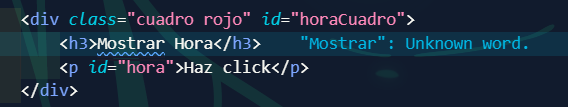 <div class="cuadro rojo" id="horaCuadro">
<h3>Mostrar Hora</h3> "Mostrar": Unknown word.
<p id="hora">Haz click</p>
</div>